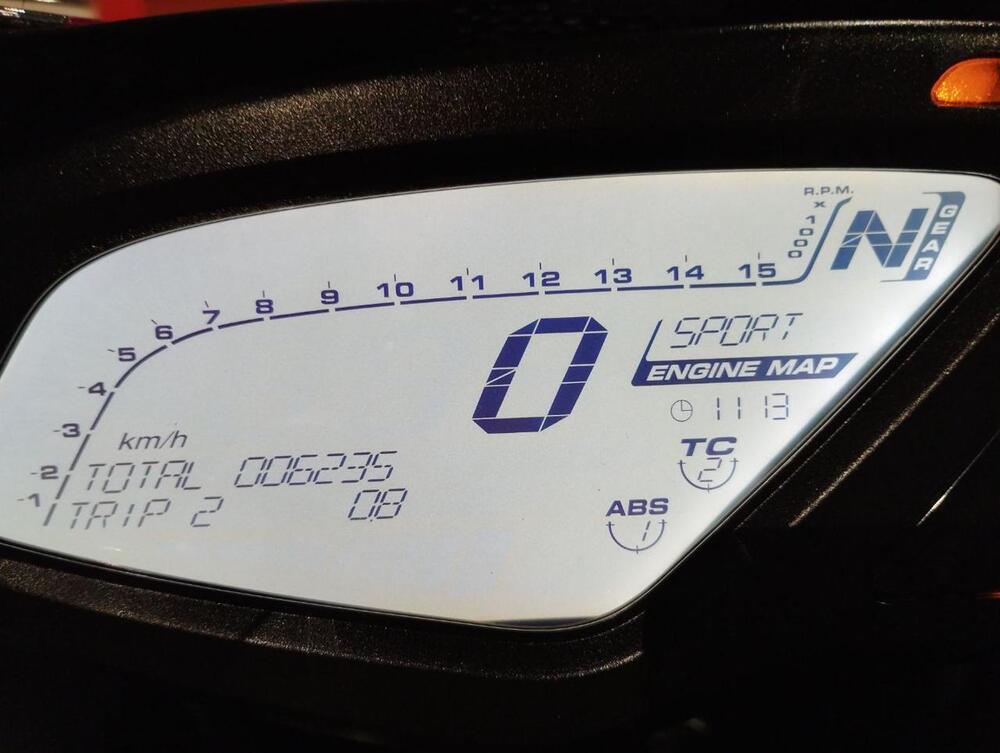 R.P.M.
x 1000
1 2 3 4 5 6 7 8 9 10 11 12 13 14 15
N
GEAR
0
SPORT
ENGINE MAP
11 13
km/h
TOTAL 006235
TRIP 2 0.8
TC
2
ABS
1